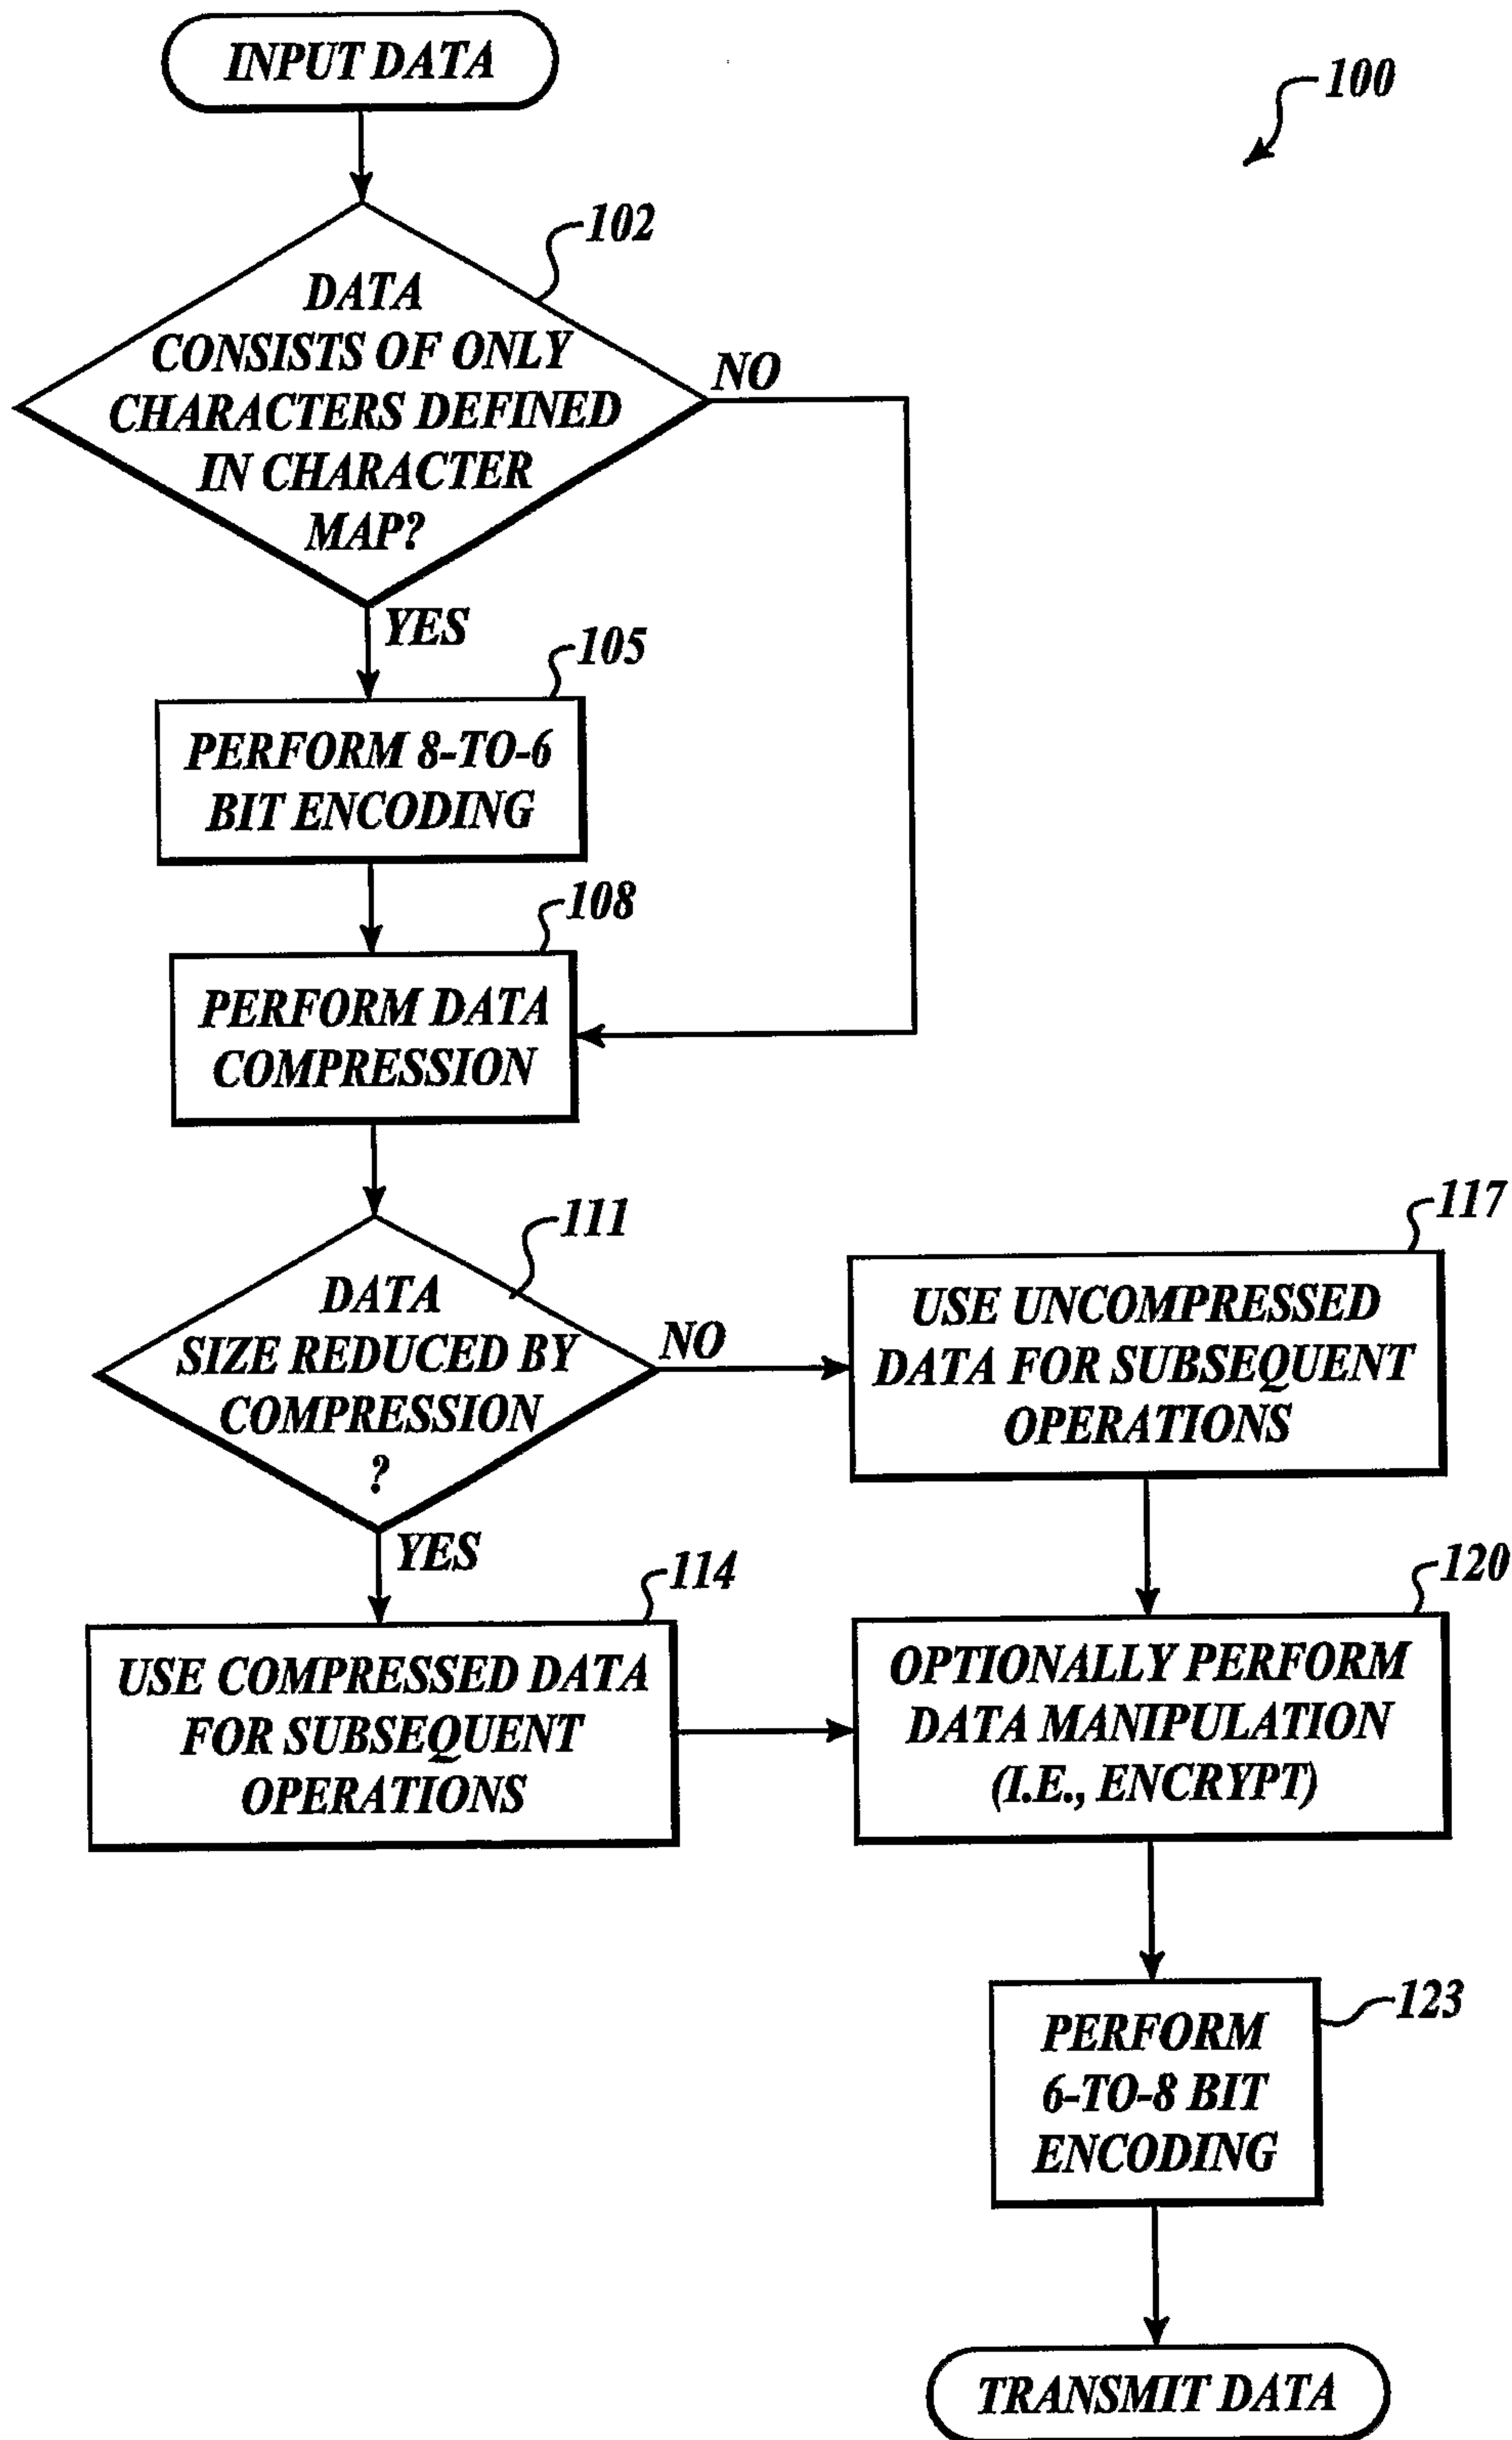 INPUT DATA
100
102
DATA
CONSISTS OF ONLY
CHARACTERS DEFINED
IN CHARACTER
MAP?
NO
YES
105
PERFORM 8-TO-6
BIT ENCODING
108
PERFORM DATA
COMPRESSION
111
DATA
SIZE REDUCED BY
COMPRESSION
?
NO
YES
117
USE UNCOMPRESSED
DATA FOR SUBSEQUENT
OPERATIONS
114
USE COMPRESSED DATA
FOR SUBSEQUENT
OPERATIONS
120
OPTIONALLY PERFORM
DATA MANIPULATION
(I.E., ENCRYPT)
123
PERFORM
6-TO-8 BIT
ENCODING
TRANSMIT DATA